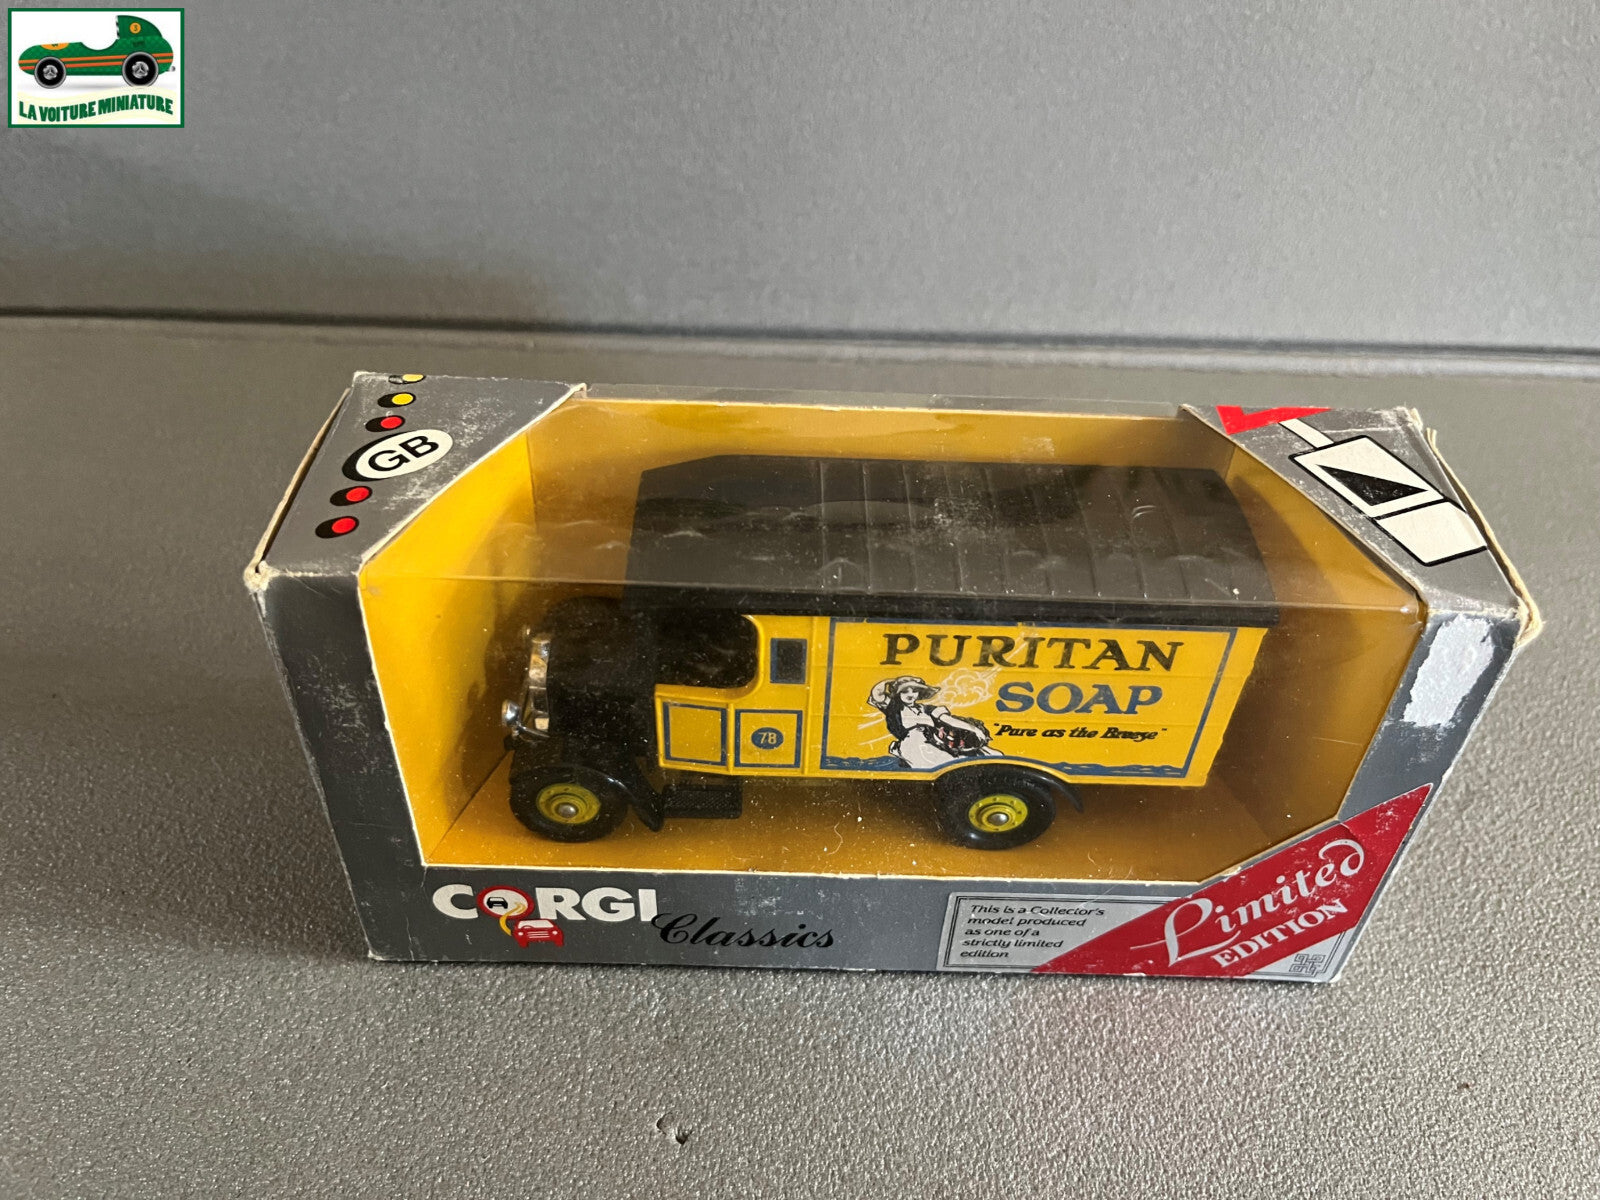 LA VOITURE MINIATURE
GB
PURITAN
SOAP
"Pure as the Breeze"
78
CORGI
Classics
This is a Collector's
model produced
as one of a
strictly limited
edition
Limited
EDITION